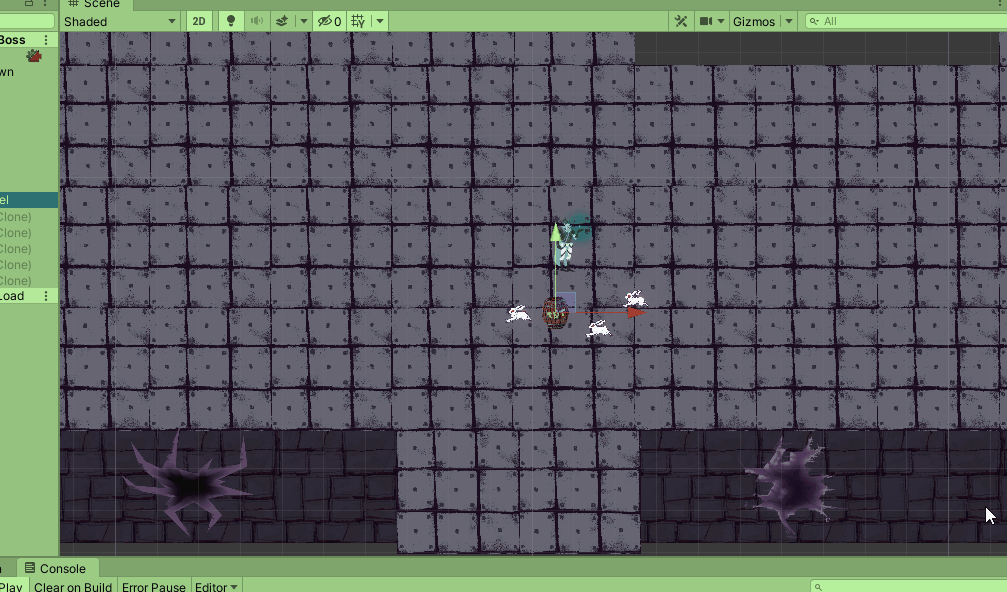 Scene
Shaded 2D 0 Gizmos All
Boss
wn
el
Clone)
Clone)
Clone)
Clone)
Clone)
Load
Console
Play Clear on Build Error Pause Editor